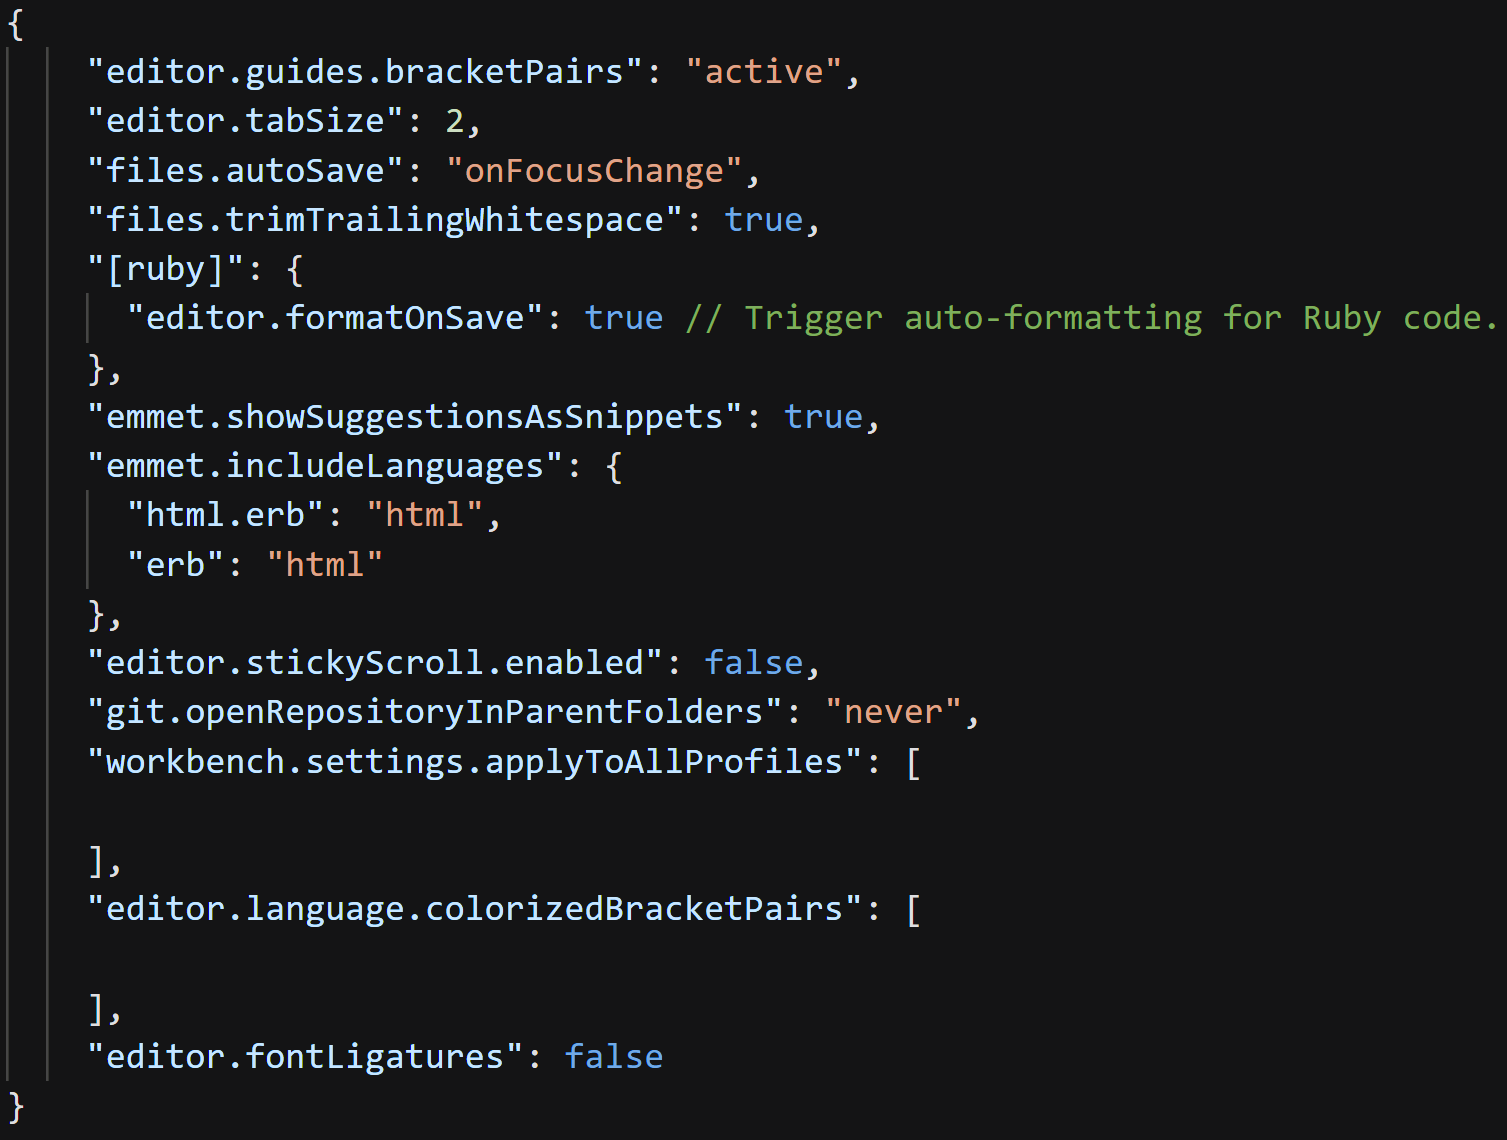 {
    "editor.guides.bracketPairs": "active",
    "editor.tabSize": 2,
    "files.autoSave": "onFocusChange",
    "files.trimTrailingWhitespace": true,
    "[ruby]": {
      "editor.formatOnSave": true // Trigger auto-formatting for Ruby code.
    },
    "emmet.showSuggestionsAsSnippets": true,
    "emmet.includeLanguages": {
      "html.erb": "html",
      "erb": "html"
    },
    "editor.stickyScroll.enabled": false,
    "git.openRepositoryInParentFolders": "never",
    "workbench.settings.applyToAllProfiles": [

    ],
    "editor.language.colorizedBracketPairs": [

    ],
    "editor.fontLigatures": false
}